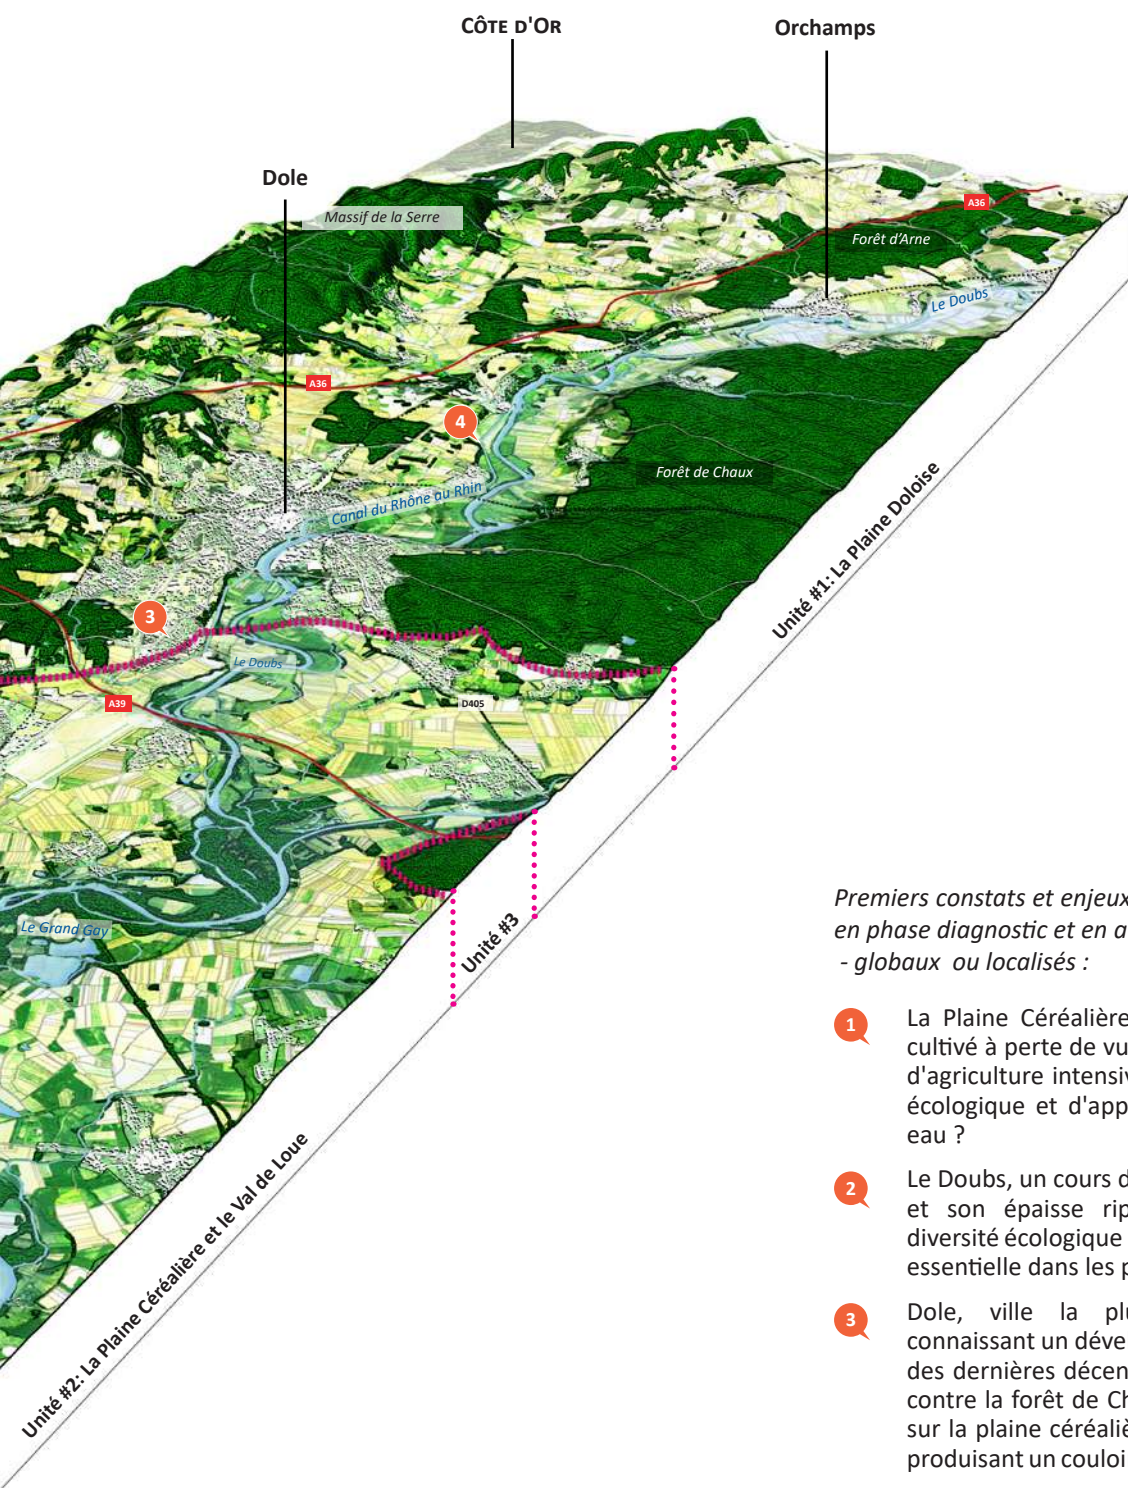 CÔTE D'OR
Orchamps
Dole
Massif de la Serre
A36
Forêt d'Arne
Le Doubs
A36
4
Forêt de Chaux
Canal du Rhône au Rhin
Unité #1: La Plaine Doloise
3
Le Doubs
A39
D405
Le Grand Gay
Unité #3
Unité #2: La Plaine Céréalière et le Val de Loue
Premiers constats et enjeux
en phase diagnostic et en a
- globaux ou localisés :
1
La Plaine Céréalière
cultivé à perte de vu
d'agriculture intensiv
écologique et d'app
eau ?
2
Le Doubs, un cours d
et son épaisse rip
diversité écologique
essentielle dans les p
3
Dole, ville la plu
connaissant un déve
des dernières décen
contre la forêt de Ch
sur la plaine céréaliè
produisant un couloi